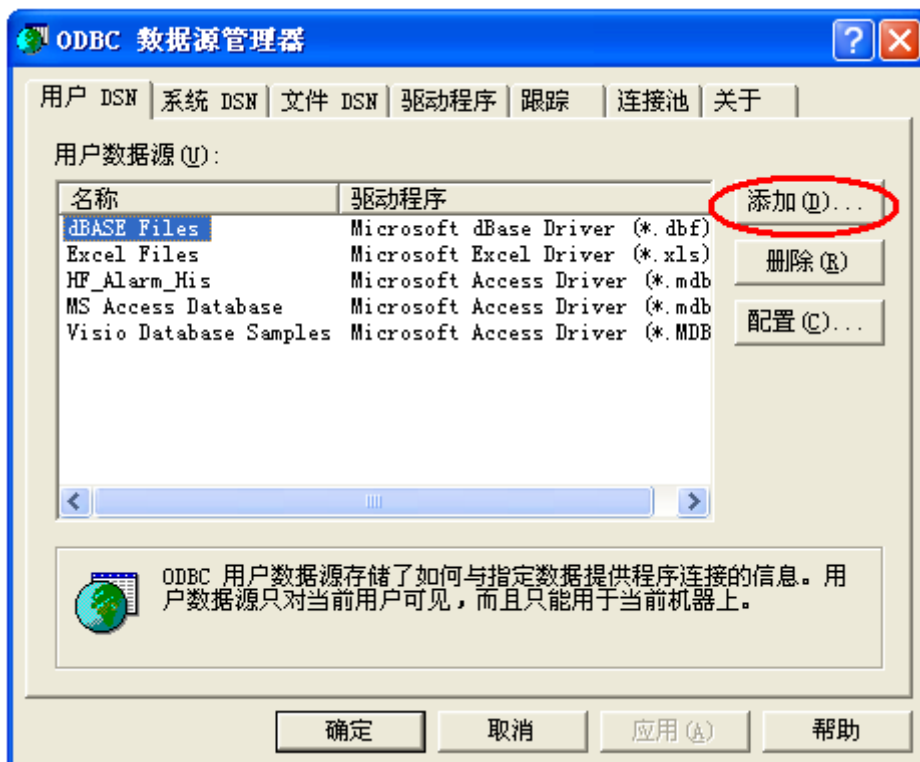 ODBC 数据源管理器
用户 DSN 系统 DSN 文件 DSN 驱动程序 跟踪 连接池 关于
用户数据源(U):
名称 驱动程序 添加(D)...
dBASE Files Microsoft dBase Driver (*.dbf)
Excel Files Microsoft Excel Driver (*.xls) 删除(R)
HF_Alarm_His Microsoft Access Driver (*.mdb
MS Access Database Microsoft Access Driver (*.mdb
Visio Database Samples Microsoft Access Driver (*.MDB 配置(C)...
ODBC 用户数据源存储了如何与指定数据提供程序连接的信息。用
户数据源只对当前用户可见，而且只能用于当前机器上。
确定 取消 应用(A) 帮助